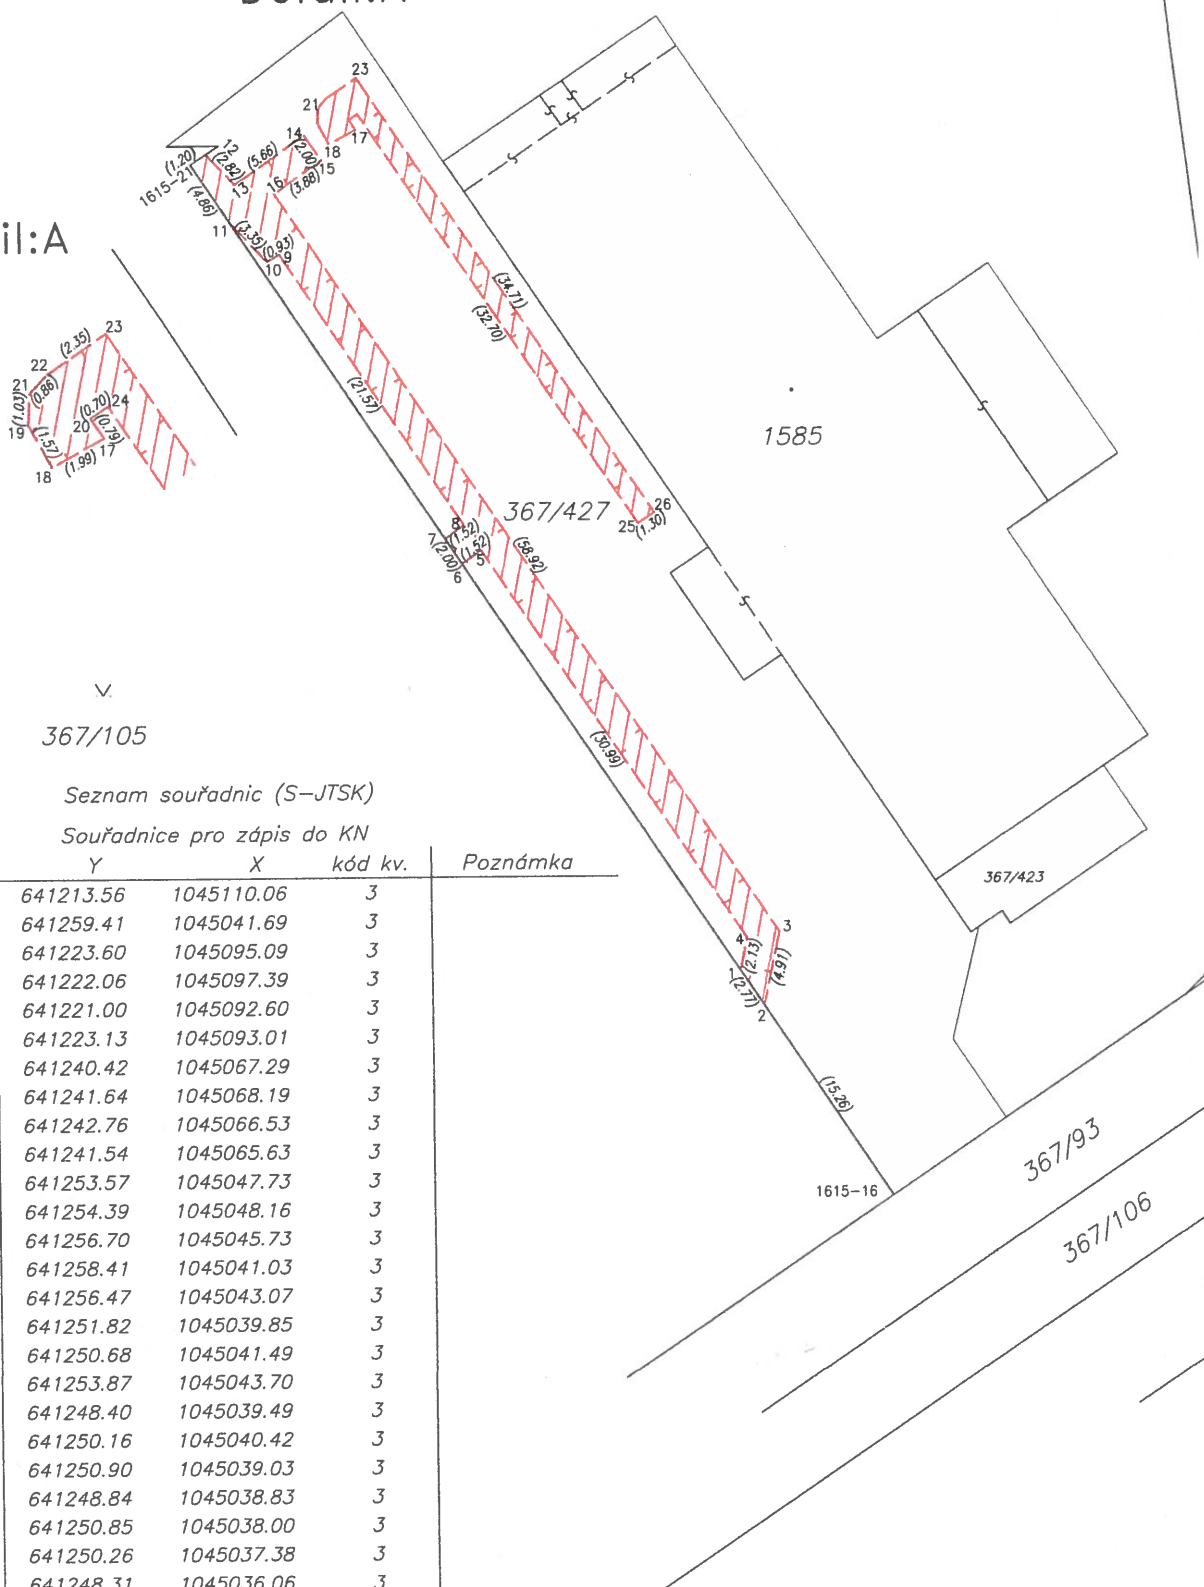 il:A
23
21
14
17
18
15
(2.00)
12
(5.66)
(2.82)
(1.20)
13
16
(3.88)
1615-21
(4.86)
11
(3.35)
(0.93)
9
10
(34.71)
(32.70)
23
(2.35)
22
21
(0.86)
(1.03)
(0.70)
24
20
19
(0.79)
(1.57)
17
(1.99)
18
(21.57)
1585
367/427
26
25
(1.30)
8
7
(1.52)
(1.52)
(2.00)
5
6
(58.92)
367/105
(30.99)
367/423
3
4
(2.13)
(4.91)
1
(2.77)
2
(15.26)
1615-16
367/93
367/106
Seznam souřadnic (S-JTSK)
Souřadnice pro zápis do KN
Y X kód kv. Poznámka
641213.56 1045110.06 3
641259.41 1045041.69 3
641223.60 1045095.09 3
641222.06 1045097.39 3
641221.00 1045092.60 3
641223.13 1045093.01 3
641240.42 1045067.29 3
641241.64 1045068.19 3
641242.76 1045066.53 3
641241.54 1045065.63 3
641253.57 1045047.73 3
641254.39 1045048.16 3
641256.70 1045045.73 3
641258.41 1045041.03 3
641256.47 1045043.07 3
641251.82 1045039.85 3
641250.68 1045041.49 3
641253.87 1045043.70 3
641248.40 1045039.49 3
641250.16 1045040.42 3
641250.90 1045039.03 3
641248.84 1045038.83 3
641250.85 1045038.00 3
641250.26 1045037.38 3
641248.31 1045036.06 3